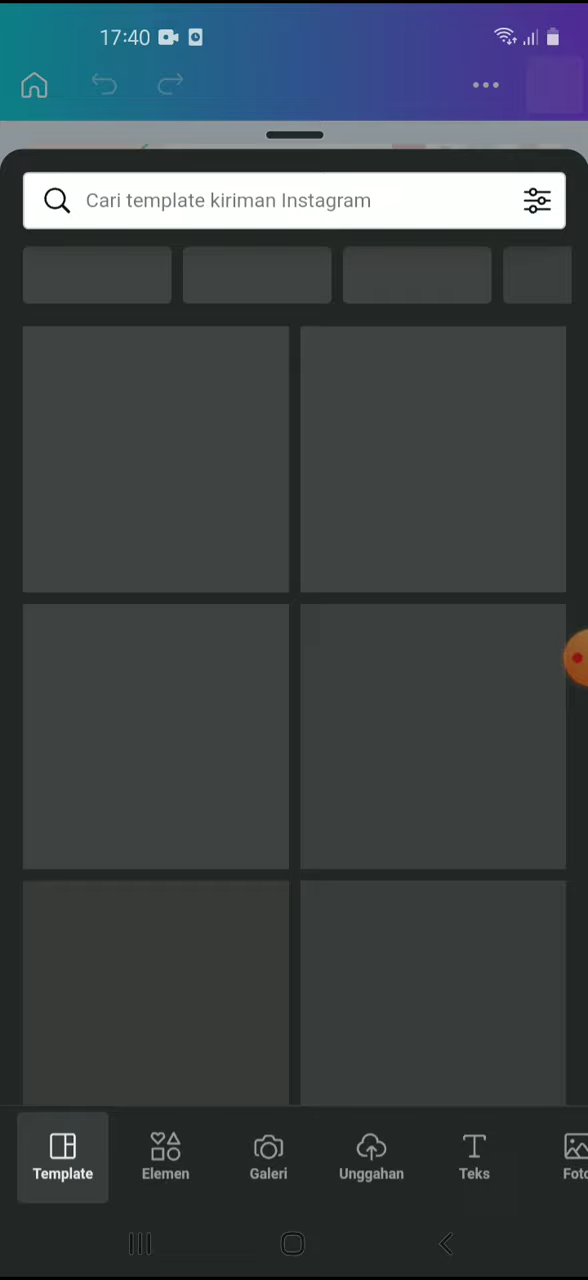 17:40
Cari template kiriman Instagram
Template
Elemen
Galeri
Unggahan
Teks